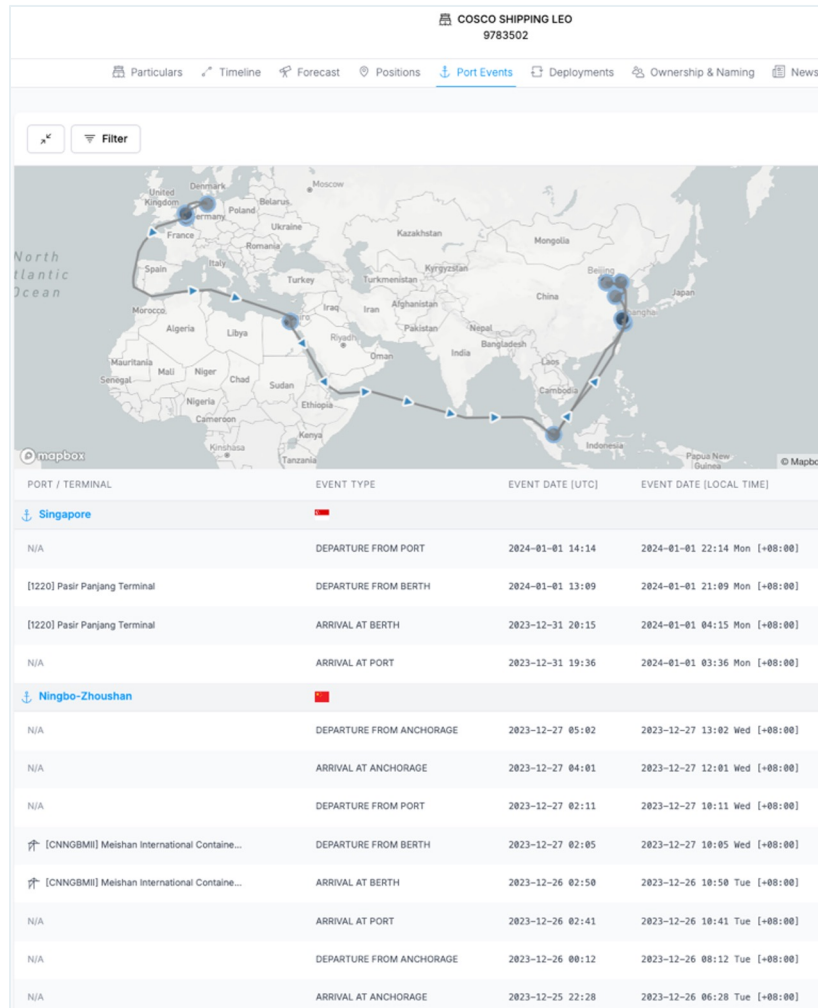 COSCO SHIPPING LEO
9783502
Particulars Timeline Forecast Positions Port Events Deployments Ownership & Naming News
Filter
Moscow
Denmark
United Kingdom
Belarus
Poland
Germany
Ukraine
France
Kazakhstan
Mongolia
Romania
North Atlantic Ocean
Italy
Spain
Kyrgyzstan
Beijing
Turkey
Turkmenistan
China
Japan
Morocco
Iraq
Iran
Afghanistan
Shanghai
Algeria
Libya
Pakistan
Nepal
Riyadh
Bangladesh
Oman
India
Laos
Mauritania
Mali
Niger
Chad
Sudan
Senegal
Cambodia
Nigeria
Ethiopia
Cameroon
Kenya
Indonesia
Kinshasa
Tanzania
Papua New Guinea
mapbox
© Mapbo
PORT / TERMINAL EVENT TYPE EVENT DATE [UTC] EVENT DATE [LOCAL TIME]
Singapore
N/A DEPARTURE FROM PORT 2024-01-01 14:14 2024-01-01 22:14 Mon [+08:00]
[1220] Pasir Panjang Terminal DEPARTURE FROM BERTH 2024-01-01 13:09 2024-01-01 21:09 Mon [+08:00]
[1220] Pasir Panjang Terminal ARRIVAL AT BERTH 2023-12-31 20:15 2024-01-01 04:15 Mon [+08:00]
N/A ARRIVAL AT PORT 2023-12-31 19:36 2024-01-01 03:36 Mon [+08:00]
Ningbo-Zhoushan
N/A DEPARTURE FROM ANCHORAGE 2023-12-27 05:02 2023-12-27 13:02 Wed [+08:00]
N/A ARRIVAL AT ANCHORAGE 2023-12-27 04:01 2023-12-27 12:01 Wed [+08:00]
N/A DEPARTURE FROM PORT 2023-12-27 02:11 2023-12-27 10:11 Wed [+08:00]
[CNNGBMII] Meishan International Containe... DEPARTURE FROM BERTH 2023-12-27 02:05 2023-12-27 10:05 Wed [+08:00]
[CNNGBMII] Meishan International Containe... ARRIVAL AT BERTH 2023-12-26 02:50 2023-12-26 10:50 Tue [+08:00]
N/A ARRIVAL AT PORT 2023-12-26 02:41 2023-12-26 10:41 Tue [+08:00]
N/A DEPARTURE FROM ANCHORAGE 2023-12-26 00:12 2023-12-26 08:12 Tue [+08:00]
N/A ARRIVAL AT ANCHORAGE 2023-12-25 22:28 2023-12-26 06:28 Tue [+08:00]